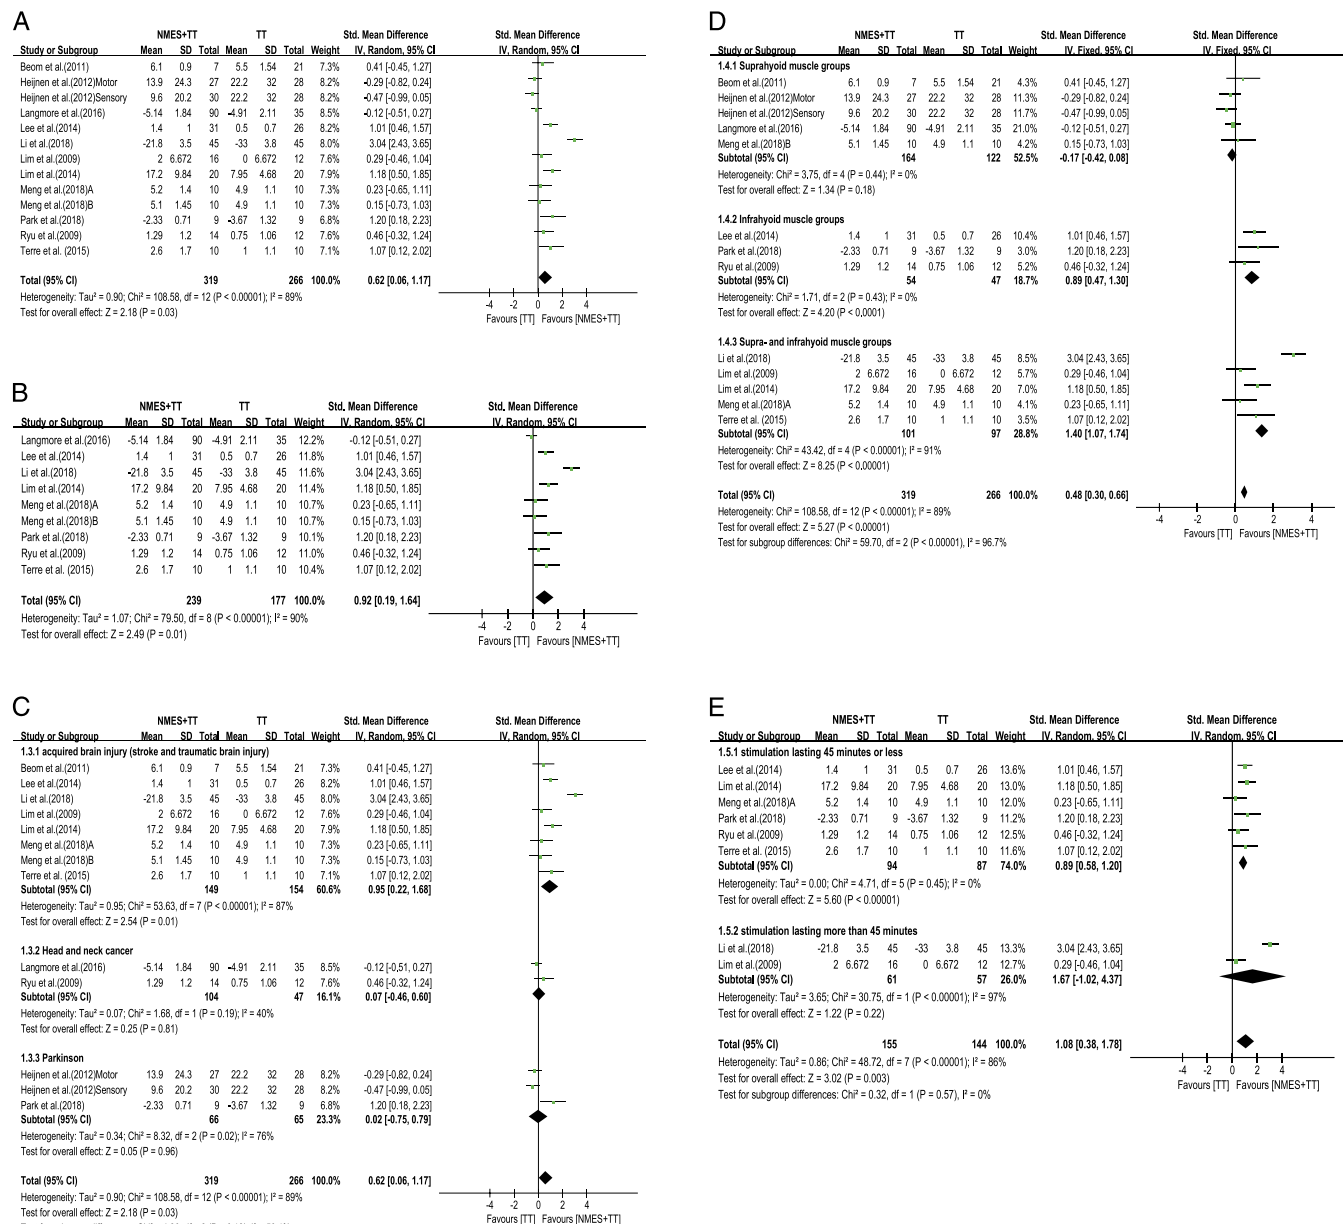 A
NMES+TT TT Std. Mean Difference Std. Mean Difference
Study or Subgroup Mean SD Total Mean SD Total Weight IV, Random, 95% CI IV, Random, 95% CI
Beom et al.(2011) 6.1 0.9 7 5.5 1.54 21 7.3% 0.41 [-0.45, 1.27]
Heijnen et al.(2012)Motor 13.9 24.3 27 22.2 32 28 8.2% -0.29 [-0.82, 0.24]
Heijnen et al.(2012)Sensory 9.6 20.2 30 22.2 32 28 8.2% -0.47 [-0.99, 0.05]
Langmore et al.(2016) -5.14 1.84 90 -4.91 2.11 35 8.5% -0.12 [-0.51, 0.27]
Lee et al.(2014) 1.4 1 31 0.5 0.7 26 8.2% 1.01 [0.46, 1.57]
Li et al.(2018) -21.8 3.5 45 -33 3.8 45 8.0% 3.04 [2.43, 3.65]
Lim et al.(2009) 2 6.672 16 0 6.672 12 7.6% 0.29 [-0.46, 1.04]
Lim et al.(2014) 17.2 9.84 20 7.95 4.68 20 7.9% 1.18 [0.50, 1.85]
Meng et al.(2018)A 5.2 1.4 10 4.9 1.1 10 7.3% 0.23 [-0.65, 1.11]
Meng et al.(2018)B 5.1 1.45 10 4.9 1.1 10 7.3% 0.15 [-0.73, 1.03]
Park et al.(2018) -2.33 0.71 9 -3.67 1.32 9 6.8% 1.20 [0.18, 2.23]
Ryu et al.(2009) 1.29 1.2 14 0.75 1.06 12 7.6% 0.46 [-0.32, 1.24]
Terre et al. (2015) 2.6 1.7 10 1 1.1 10 7.1% 1.07 [0.12, 2.02]
Total (95% CI) 319 266 100.0% 0.62 [0.06, 1.17]
Heterogeneity: Tau² = 0.90; Chi² = 108.58, df = 12 (P < 0.00001); I² = 89%
Test for overall effect: Z = 2.18 (P = 0.03)
-4 -2 0 2 4
Favours [TT] Favours [NMES+TT]
B
NMES+TT TT Std. Mean Difference Std. Mean Difference
Study or Subgroup Mean SD Total Mean SD Total Weight IV, Random, 95% CI IV, Random, 95% CI
Langmore et al.(2016) -5.14 1.84 90 -4.91 2.11 35 12.2% -0.12 [-0.51, 0.27]
Lee et al.(2014) 1.4 1 31 0.5 0.7 26 11.8% 1.01 [0.46, 1.57]
Li et al.(2018) -21.8 3.5 45 -33 3.8 45 11.6% 3.04 [2.43, 3.65]
Lim et al.(2014) 17.2 9.84 20 7.95 4.68 20 11.4% 1.18 [0.50, 1.85]
Meng et al.(2018)A 5.2 1.4 10 4.9 1.1 10 10.7% 0.23 [-0.65, 1.11]
Meng et al.(2018)B 5.1 1.45 10 4.9 1.1 10 10.7% 0.15 [-0.73, 1.03]
Park et al.(2018) -2.33 0.71 9 -3.67 1.32 9 10.1% 1.20 [0.18, 2.23]
Ryu et al.(2009) 1.29 1.2 14 0.75 1.06 12 11.0% 0.46 [-0.32, 1.24]
Terre et al. (2015) 2.6 1.7 10 1 1.1 10 10.4% 1.07 [0.12, 2.02]
Total (95% CI) 239 177 100.0% 0.92 [0.19, 1.64]
Heterogeneity: Tau² = 1.07; Chi² = 79.50, df = 8 (P < 0.00001); I² = 90%
Test for overall effect: Z = 2.49 (P = 0.01)
-4 -2 0 2 4
Favours [TT] Favours [NMES+TT]
C
NMES+TT TT Std. Mean Difference Std. Mean Difference
Study or Subgroup Mean SD Total Mean SD Total Weight IV, Random, 95% CI IV, Random, 95% CI
1.3.1 acquired brain injury (stroke and traumatic brain injury)
Beom et al.(2011) 6.1 0.9 7 5.5 1.54 21 7.3% 0.41 [-0.45, 1.27]
Lee et al.(2014) 1.4 1 31 0.5 0.7 26 8.2% 1.01 [0.46, 1.57]
Li et al.(2018) -21.8 3.5 45 -33 3.8 45 8.0% 3.04 [2.43, 3.65]
Lim et al.(2009) 2 6.672 16 0 6.672 12 7.6% 0.29 [-0.46, 1.04]
Lim et al.(2014) 17.2 9.84 20 7.95 4.68 20 7.9% 1.18 [0.50, 1.85]
Meng et al.(2018)A 5.2 1.4 10 4.9 1.1 10 7.3% 0.23 [-0.65, 1.11]
Meng et al.(2018)B 5.1 1.45 10 4.9 1.1 10 7.3% 0.15 [-0.73, 1.03]
Terre et al. (2015) 2.6 1.7 10 1 1.1 10 7.1% 1.07 [0.12, 2.02]
Subtotal (95% CI) 149 154 60.6% 0.95 [0.22, 1.68]
Heterogeneity: Tau² = 0.95; Chi² = 53.63, df = 7 (P < 0.00001); I² = 87%
Test for overall effect: Z = 2.54 (P = 0.01)
1.3.2 Head and neck cancer
Langmore et al.(2016) -5.14 1.84 90 -4.91 2.11 35 8.5% -0.12 [-0.51, 0.27]
Ryu et al.(2009) 1.29 1.2 14 0.75 1.06 12 7.6% 0.46 [-0.32, 1.24]
Subtotal (95% CI) 104 47 16.1% 0.07 [-0.46, 0.60]
Heterogeneity: Tau² = 0.07; Chi² = 1.68, df = 1 (P = 0.19); I² = 40%
Test for overall effect: Z = 0.25 (P = 0.81)
1.3.3 Parkinson
Heijnen et al.(2012)Motor 13.9 24.3 27 22.2 32 28 8.2% -0.29 [-0.82, 0.24]
Heijnen et al.(2012)Sensory 9.6 20.2 30 22.2 32 28 8.2% -0.47 [-0.99, 0.05]
Park et al.(2018) -2.33 0.71 9 -3.67 1.32 9 6.8% 1.20 [0.18, 2.23]
Subtotal (95% CI) 66 65 23.3% 0.02 [-0.75, 0.79]
Heterogeneity: Tau² = 0.34; Chi² = 8.32, df = 2 (P = 0.02); I² = 76%
Test for overall effect: Z = 0.05 (P = 0.96)
Total (95% CI) 319 266 100.0% 0.62 [0.06, 1.17]
Heterogeneity: Tau² = 0.90; Chi² = 108.58, df = 12 (P < 0.00001); I² = 89%
Test for overall effect: Z = 2.18 (P = 0.03)
-4 -2 0 2 4
Favours [TT] Favours [NMES+TT]
D
NMES+TT TT Std. Mean Difference Std. Mean Difference
Study or Subgroup Mean SD Total Mean SD Total Weight IV, Fixed, 95% CI IV, Fixed, 95% CI
1.4.1 Suprahyoid muscle groups
Beom et al.(2011) 6.1 0.9 7 5.5 1.54 21 4.3% 0.41 [-0.45, 1.27]
Heijnen et al.(2012)Motor 13.9 24.3 27 22.2 32 28 11.3% -0.29 [-0.82, 0.24]
Heijnen et al.(2012)Sensory 9.6 20.2 30 22.2 32 28 11.6% -0.47 [-0.99, 0.05]
Langmore et al.(2016) -5.14 1.84 90 -4.91 2.11 35 21.0% -0.12 [-0.51, 0.27]
Meng et al.(2018)B 5.1 1.45 10 4.9 1.1 10 4.2% 0.15 [-0.73, 1.03]
Subtotal (95% CI) 164 122 52.5% -0.17 [-0.42, 0.08]
Heterogeneity: Chi² = 3.75, df = 4 (P = 0.44); I² = 0%
Test for overall effect: Z = 1.34 (P = 0.18)
1.4.2 Infrahyoid muscle groups
Lee et al.(2014) 1.4 1 31 0.5 0.7 26 10.4% 1.01 [0.46, 1.57]
Park et al.(2018) -2.33 0.71 9 -3.67 1.32 9 3.1% 1.20 [0.18, 2.23]
Ryu et al.(2009) 1.29 1.2 14 0.75 1.06 12 5.2% 0.46 [-0.32, 1.24]
Subtotal (95% CI) 54 47 18.7% 0.89 [0.47, 1.30]
Heterogeneity: Chi² = 1.71, df = 2 (P = 0.43); I² = 0%
Test for overall effect: Z = 4.20 (P < 0.0001)
1.4.3 Supra- and infrahyoid muscle groups
Li et al.(2018) -21.8 3.5 45 -33 3.8 45 8.5% 3.04 [2.43, 3.65]
Lim et al.(2009) 2 6.672 16 0 6.672 12 5.7% 0.29 [-0.46, 1.04]
Lim et al.(2014) 17.2 9.84 20 7.95 4.68 20 7.0% 1.18 [0.50, 1.85]
Meng et al.(2018)A 5.2 1.4 10 4.9 1.1 10 4.1% 0.23 [-0.65, 1.11]
Terre et al. (2015) 2.6 1.7 10 1 1.1 10 3.5% 1.07 [0.12, 2.02]
Subtotal (95% CI) 101 97 28.8% 1.40 [1.07, 1.74]
Heterogeneity: Chi² = 43.42, df = 4 (P < 0.00001); I² = 91%
Test for overall effect: Z = 8.25 (P < 0.00001)
Total (95% CI) 319 266 100.0% 0.48 [0.30, 0.66]
Heterogeneity: Chi² = 108.58, df = 12 (P < 0.00001); I² = 89%
Test for overall effect: Z = 5.27 (P < 0.00001)
Test for subgroup differences: Chi² = 59.70, df = 2 (P < 0.00001), I² = 96.7%
-4 -2 0 2 4
Favours [TT] Favours [NMES+TT]
E
NMES+TT TT Std. Mean Difference Std. Mean Difference
Study or Subgroup Mean SD Total Mean SD Total Weight IV, Random, 95% CI IV, Random, 95% CI
1.5.1 stimulation lasting 45 minutes or less
Lee et al.(2014) 1.4 1 31 0.5 0.7 26 13.6% 1.01 [0.46, 1.57]
Lim et al.(2014) 17.2 9.84 20 7.95 4.68 20 13.0% 1.18 [0.50, 1.85]
Meng et al.(2018)A 5.2 1.4 10 4.9 1.1 10 12.0% 0.23 [-0.65, 1.11]
Park et al.(2018) -2.33 0.71 9 -3.67 1.32 9 11.3% 1.20 [0.18, 2.23]
Ryu et al.(2009) 1.29 1.2 14 0.75 1.06 12 12.5% 0.46 [-0.32, 1.24]
Terre et al. (2015) 2.6 1.7 10 1 1.1 10 11.6% 1.07 [0.12, 2.02]
Subtotal (95% CI) 94 87 74.0% 0.89 [0.58, 1.20]
Heterogeneity: Tau² = 0.00; Chi² = 4.71, df = 5 (P = 0.45); I² = 0%
Test for overall effect: Z = 5.60 (P < 0.00001)
1.5.2 stimulation lasting more than 45 minutes
Li et al.(2018) -21.8 3.5 45 -33 3.8 45 13.3% 3.04 [2.43, 3.65]
Lim et al.(2009) 2 6.672 16 0 6.672 12 12.7% 0.29 [-0.46, 1.04]
Subtotal (95% CI) 61 57 26.0% 1.67 [-1.02, 4.37]
Heterogeneity: Tau² = 3.65; Chi² = 30.75, df = 1 (P < 0.00001); I² = 97%
Test for overall effect: Z = 1.22 (P = 0.22)
Total (95% CI) 155 144 100.0% 1.08 [0.38, 1.78]
Heterogeneity: Tau² = 0.86; Chi² = 48.72, df = 7 (P < 0.00001); I² = 86%
Test for overall effect: Z = 3.02 (P = 0.003)
Test for subgroup differences: Chi² = 0.32, df = 1 (P = 0.57), I² = 0%
-4 -2 0 2 4
Favours [TT] Favours [NMES+TT]